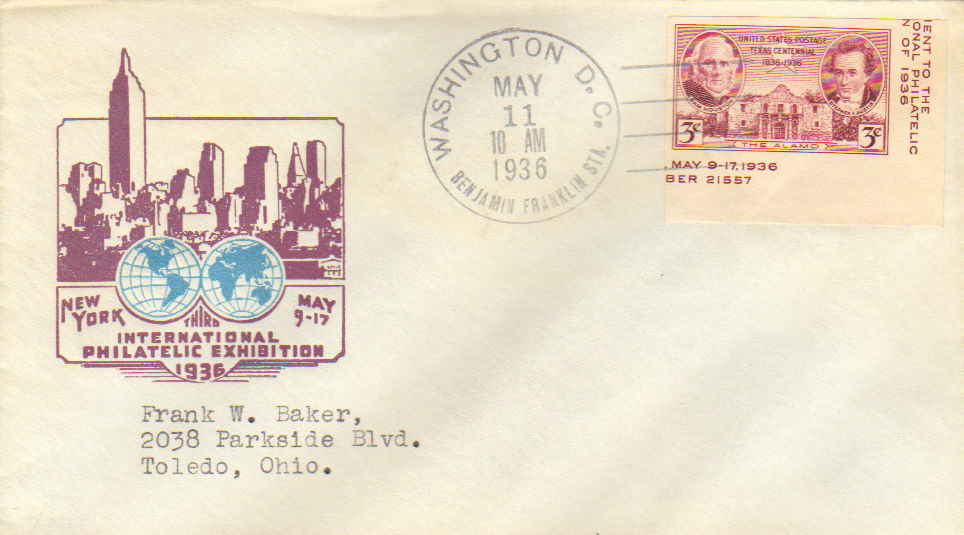 WASHINGTON D.C.
MAY
11
10 AM
1936
BENJAMIN FRANKLIN STA.
UNITED STATES POSTAGE
TEXAS CENTENNIAL
1836-1936
3¢ 3¢
THE ALAMO
IENT TO THE
ONAL PHILATELIC
N OF 1936
, MAY 9-17, 1936
BER 21557
NEW YORK
MAY 9-17
THIRD
INTERNATIONAL
PHILATELIC EXHIBITION
1936
Frank W. Baker,
2038 Parkside Blvd.
Toledo, Ohio.